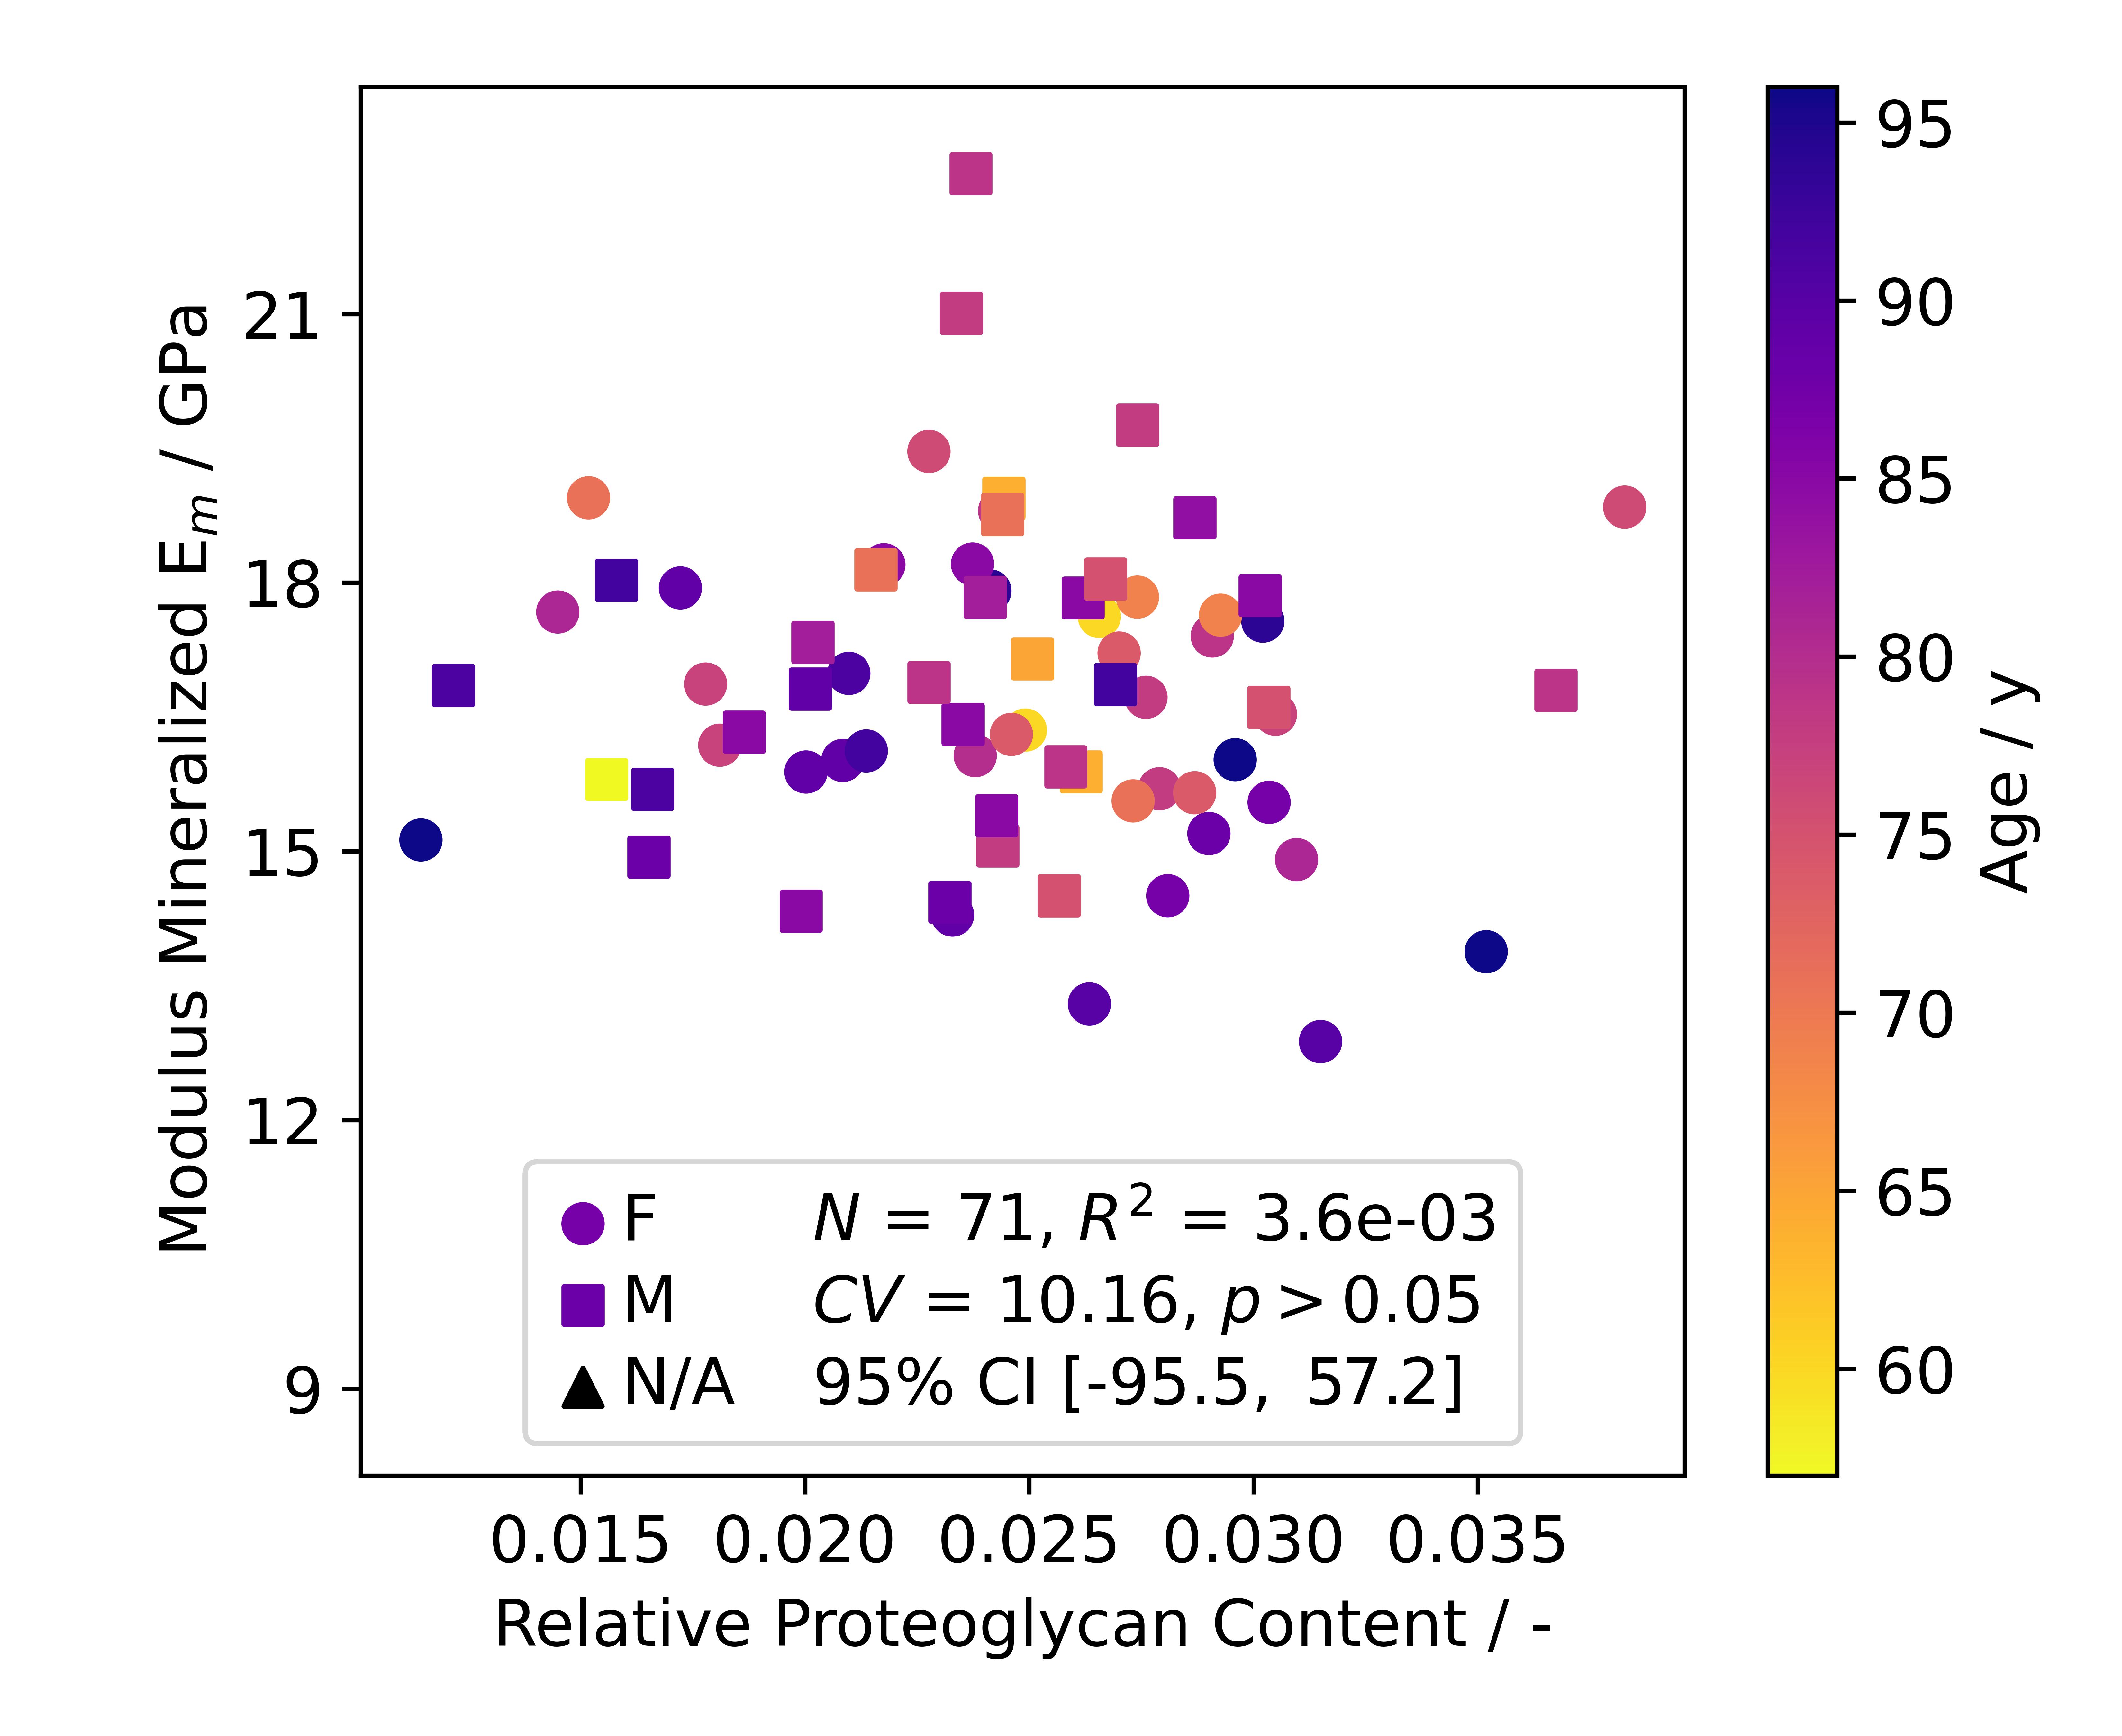 Modulus Mineralized Eₘ / GPa
21
18
15
12
9
F N = 71, R² = 3.6e-03
M CV = 10.16, p > 0.05
N/A 95% CI [-95.5, 57.2]
0.015 0.020 0.025 0.030 0.035
Relative Proteoglycan Content / -
95
90
85
80
75
70
65
60
Age / y